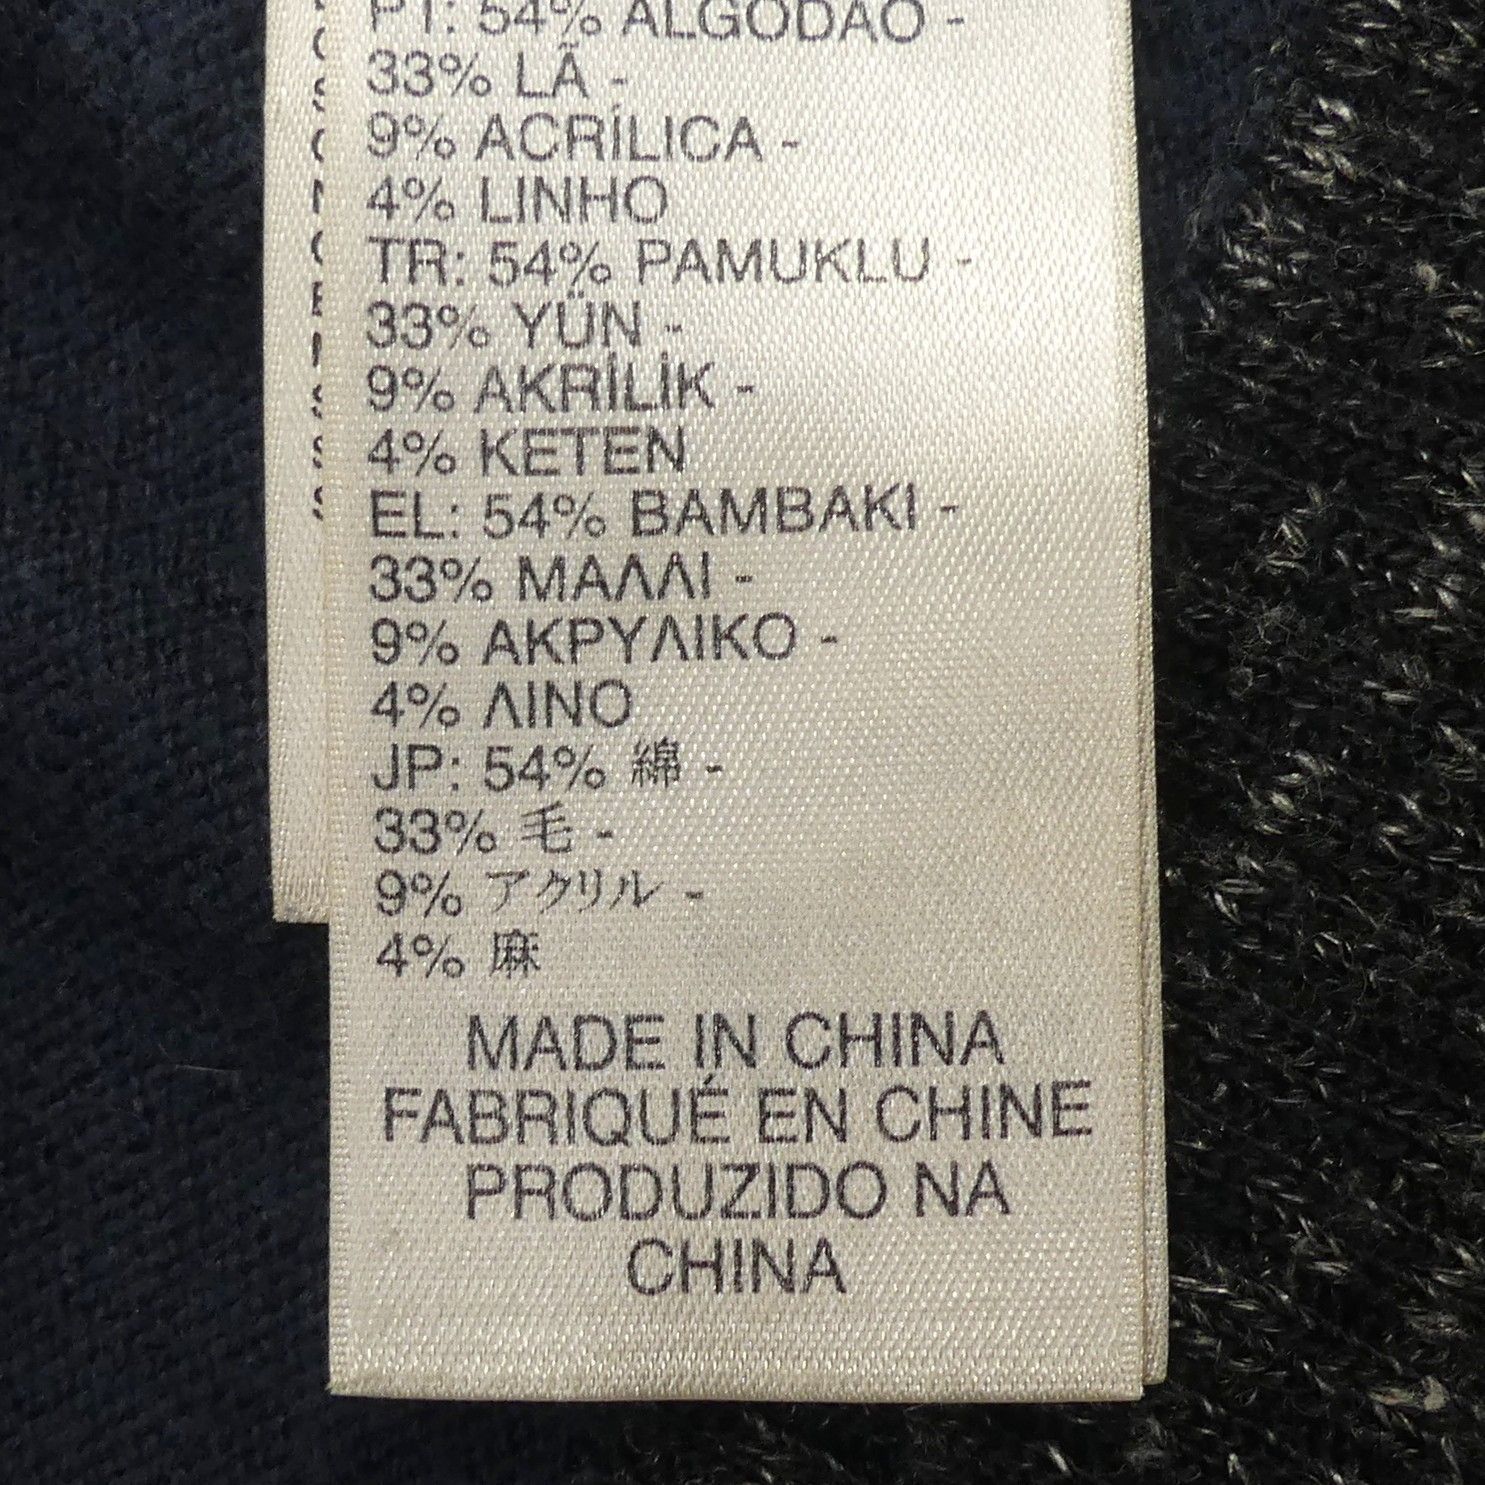 PT: 54% ALGODÃO -
33% LÃ -
9% ACRÍLICA -
4% LINHO
TR: 54% PAMUKLU -
33% YÜN -
9% AKRİLİK -
4% KETEN
EL: 54% BAMBAKI -
33% ΜΑΛΛΙ -
9% ΑΚΡΥΛΙΚΟ -
4% ΛΙΝΟ
JP: 54% 綿 -
33% 毛 -
9% アクリル -
4% 麻
MADE IN CHINA
FABRIQUÉ EN CHINE
PRODUZIDO NA
CHINA